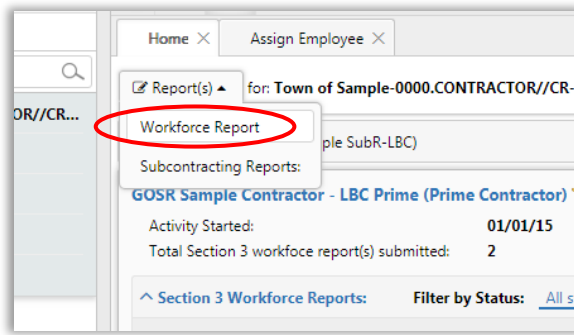 Home × Assign Employee ×
Report(s) for: Town of Sample-0000.CONTRACTOR//CR-
OR//CR...
Workforce Report
ple SubR-LBC)
Subcontracting Reports:
GOSR Sample Contractor - LBC Prime (Prime Contractor)
Activity Started: 01/01/15
Total Section 3 workfoce report(s) submitted: 2
Section 3 Workforce Reports: Filter by Status: All s